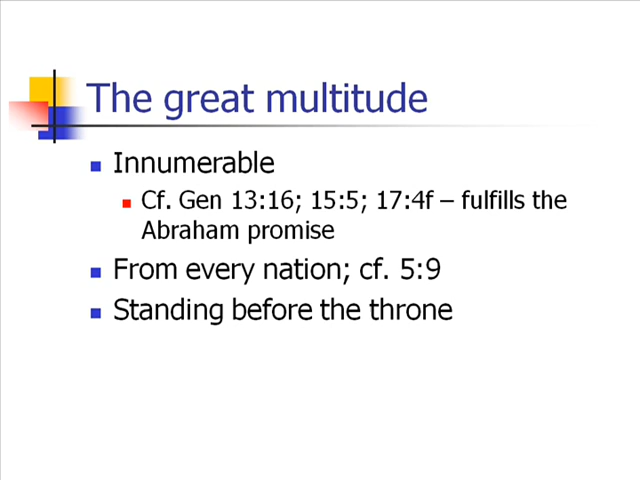 The great multitude
Innumerable
Cf. Gen 13:16; 15:5; 17:4f – fulfills the
Abraham promise
From every nation; cf. 5:9
Standing before the throne